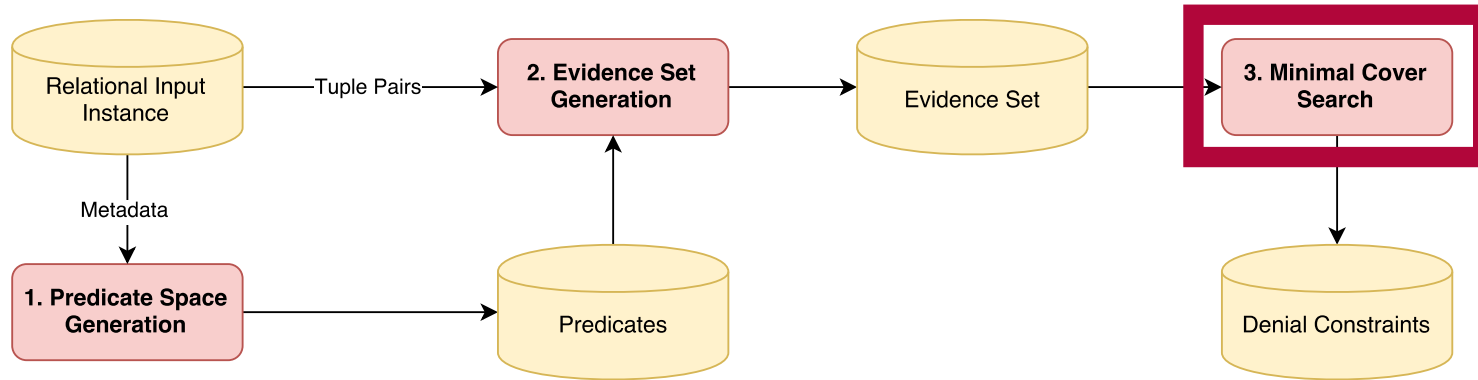 Relational Input
Instance
Tuple Pairs
2. Evidence Set
Generation
Evidence Set
3. Minimal Cover
Search
Metadata
1. Predicate Space
Generation
Predicates
Denial Constraints